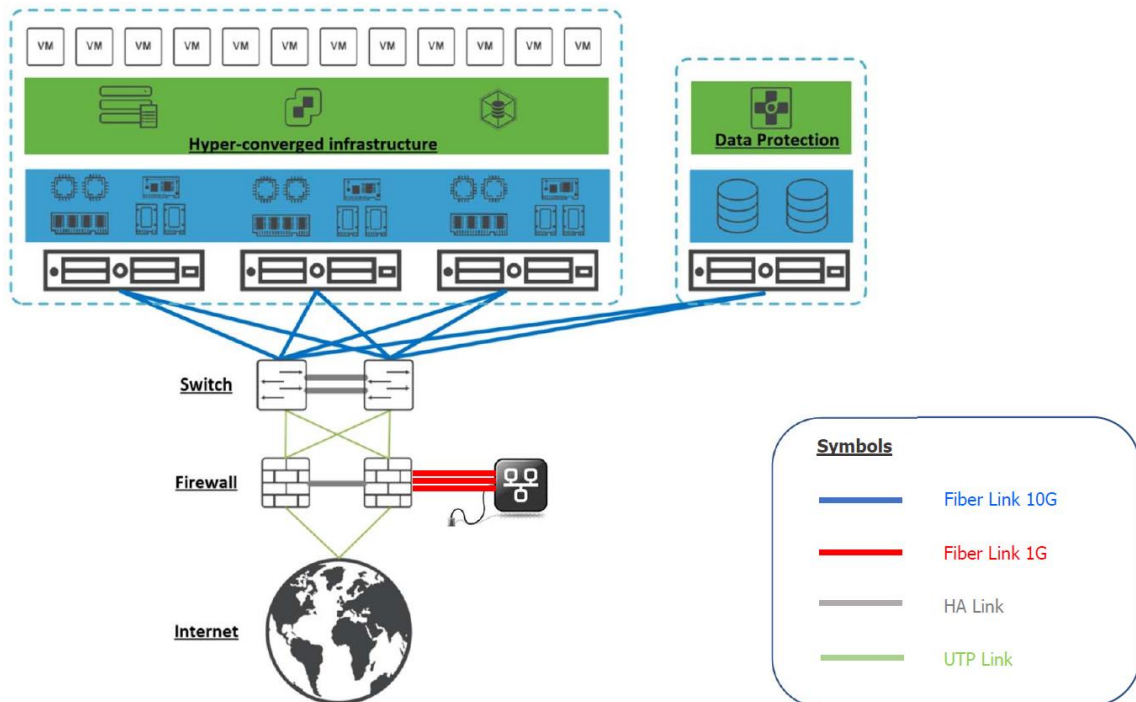 VM VM VM VM VM VM VM VM VM VM VM VM
Hyper-converged infrastructure
Data Protection
Switch
Firewall
Internet
Symbols
Fiber Link 10G
Fiber Link 1G
HA Link
UTP Link